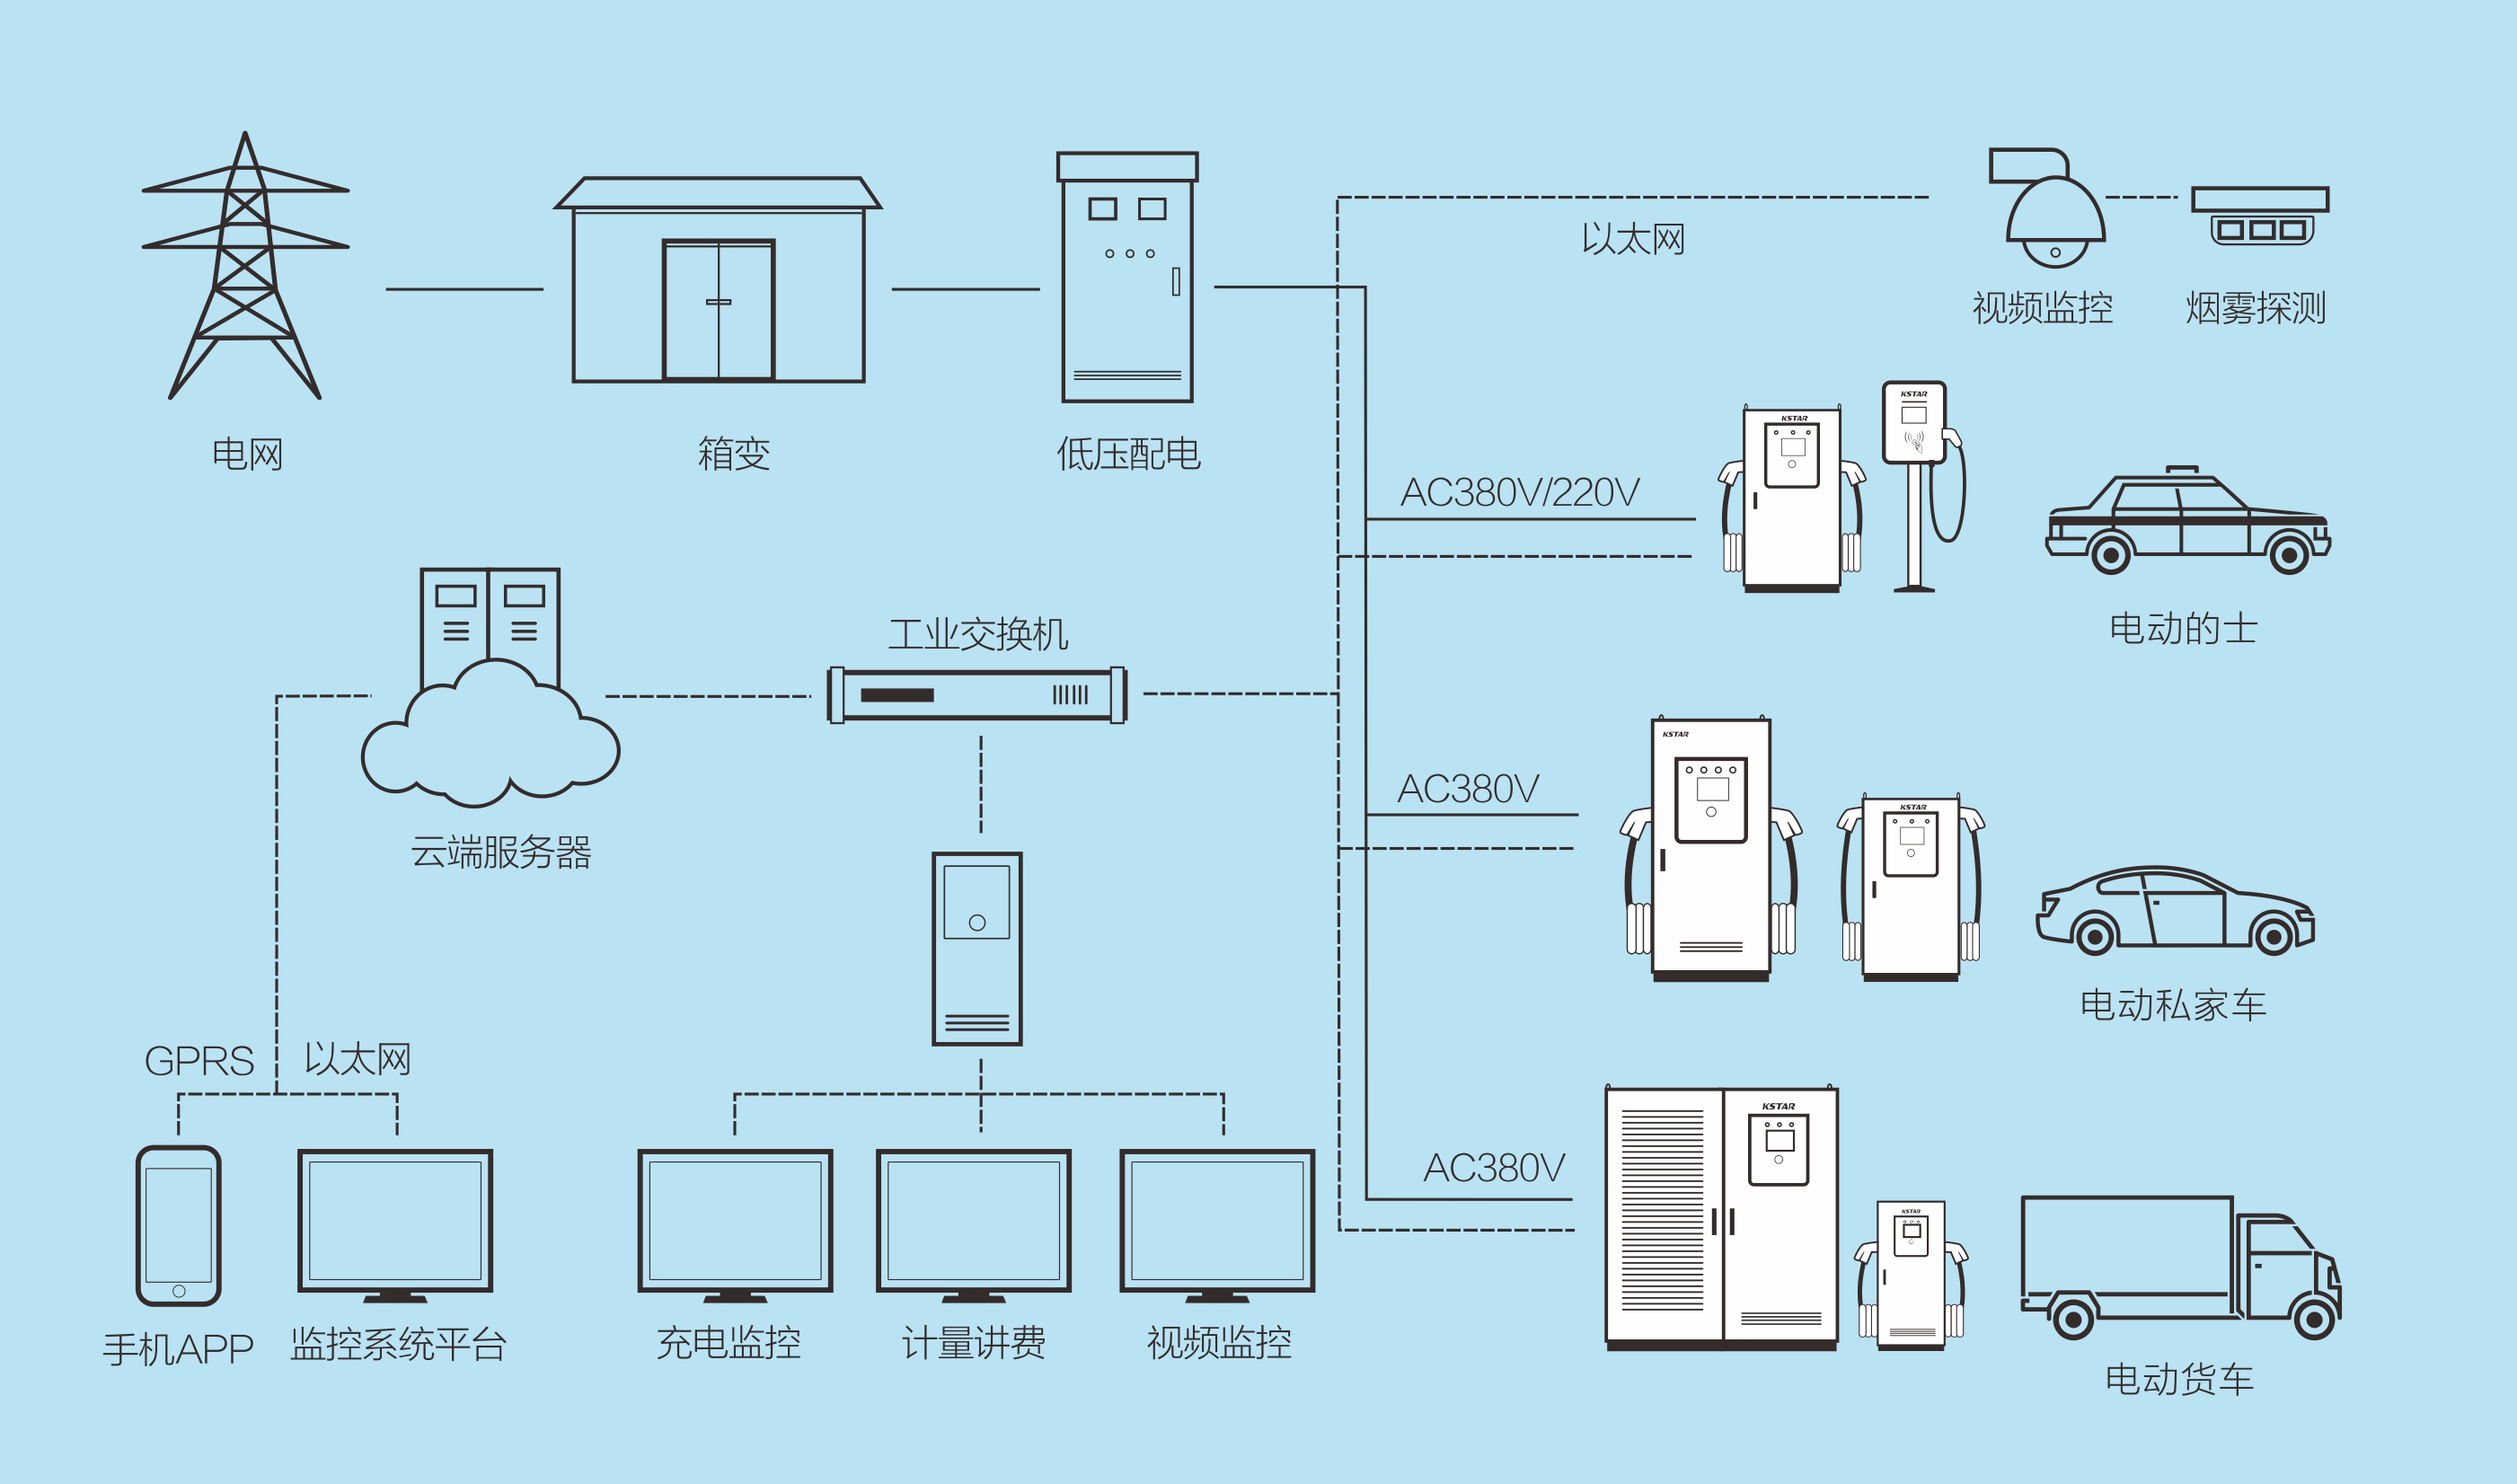 以太网
视频监控
烟雾探测
电网
箱变
低压配电
KSTAR
KSTAR
AC380V/220V
电动的士
工业交换机
KSTAR
AC380V
KSTAR
云端服务器
电动私家车
GPRS
以太网
KSTAR
AC380V
KSTAR
手机APP
监控系统平台
充电监控
计量讲费
视频监控
电动货车